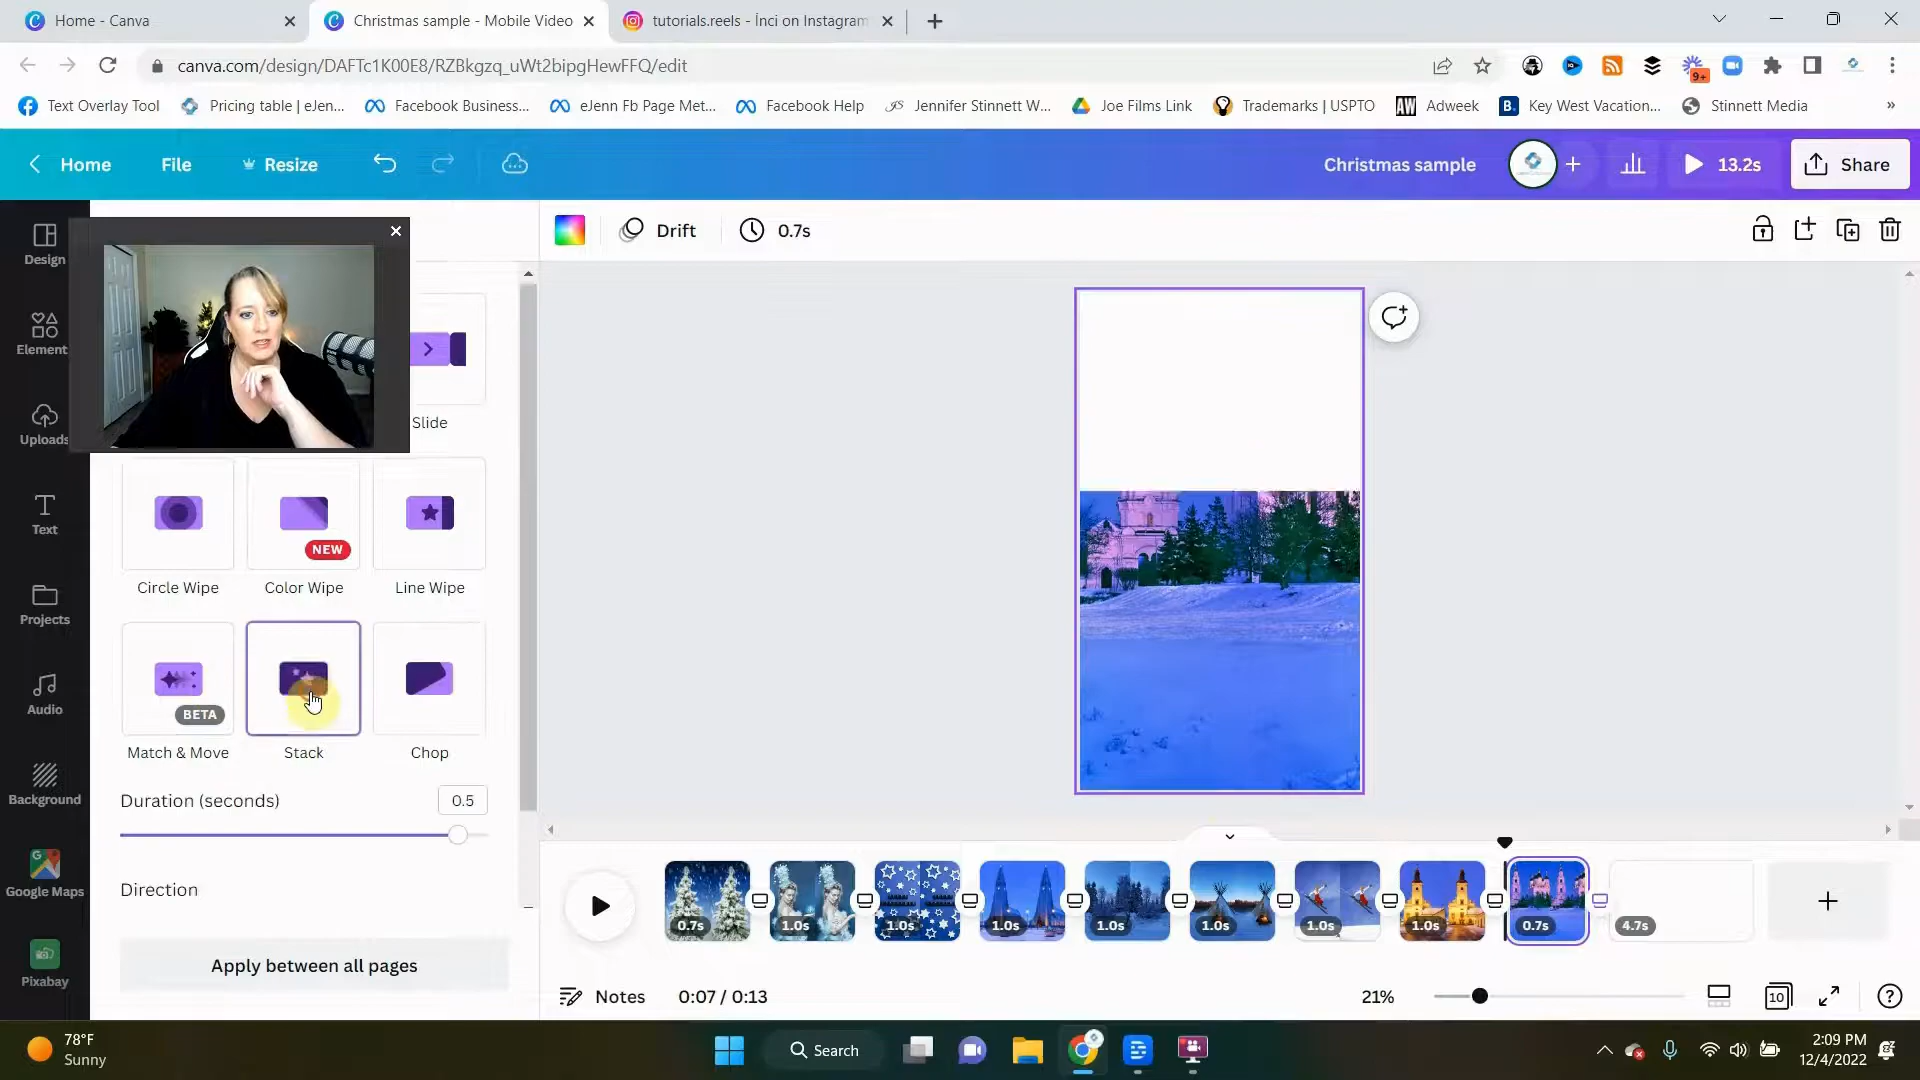 Home - Canva
Christmas sample - Mobile Video
tutorials.reels - İnci on Instagram
canva.com/design/DAFTc1K00E8/RZBkgzq_uWt2bipgHewFFQ/edit
9+
Text Overlay Tool
Pricing table | eJen...
Facebook Business...
eJenn Fb Page Met...
Facebook Help
JS
Jennifer Stinnett W...
Joe Films Link
Trademarks | USPTO
AW
Adweek
B.
Key West Vacation...
Stinnett Media
»
Home
File
Resize
Christmas sample
13.2s
Share
Design
Element
Uploads
Text
Projects
Audio
Background
Google Maps
Pixabay
Drift
0.7s
Slide
NEW
Circle Wipe
Color Wipe
Line Wipe
BETA
Match & Move
Stack
Chop
Duration (seconds)
0.5
Direction
Apply between all pages
0.7s
1.0s
1.0s
1.0s
1.0s
1.0s
1.0s
1.0s
0.7s
4.7s
Notes
0:07 / 0:13
21%
10
78°F
Sunny
Search
2:09 PM
12/4/2022